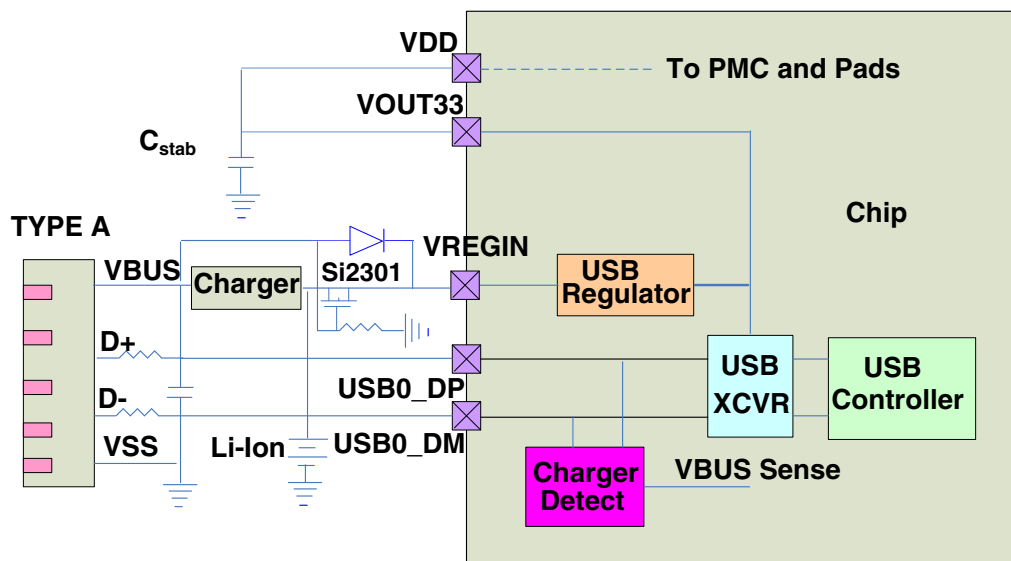 VDD
To PMC and Pads
VOUT33
Cstab
Chip
TYPE A
VREGIN
VBUS
Charger
Si2301
USB
Regulator
D+
USB0_DP
USB
XCVR
USB
Controller
D-
USB0_DM
VSS
Li-Ion
Charger
Detect
VBUS Sense